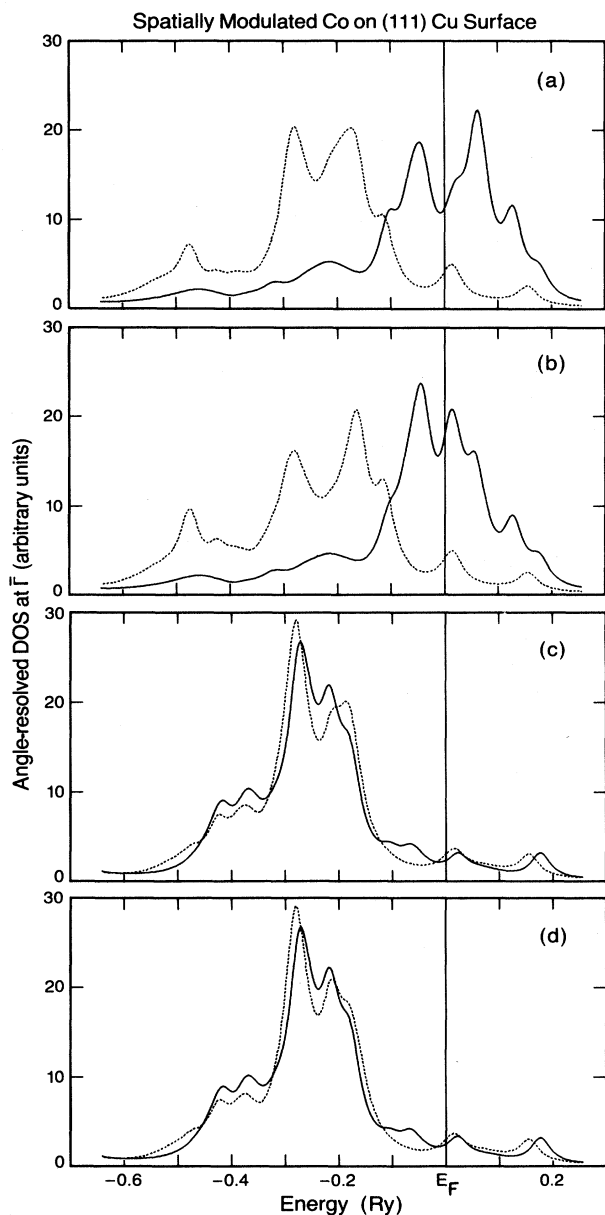 Spatially Modulated Co on (111) Cu Surface
30
20
10
0
(a)
30
20
10
0
(b)
30
20
10
0
(c)
30
20
10
0
(d)
Angle-resolved DOS at Γ̅ (arbitrary units)
−0.6
−0.4
−0.2
E_F
0.2
Energy (Ry)